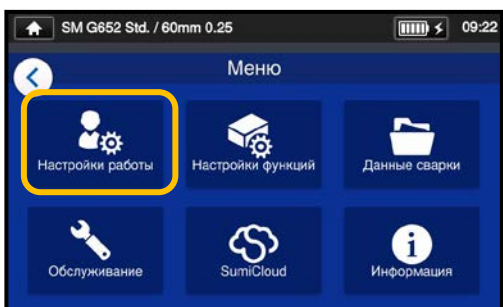 SM G652 Std. / 60mm 0.25 09:22
Меню
Настройки работы Настройки функций Данные сварки
Обслуживание SumiCloud Информация